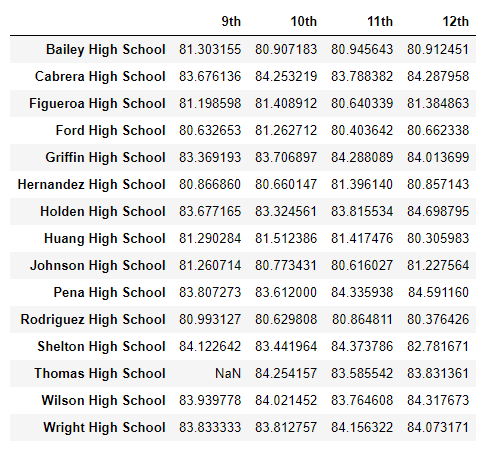 9th 10th 11th 12th
Bailey High School 81.303155 80.907183 80.945643 80.912451
Cabrera High School 83.676136 84.253219 83.788382 84.287958
Figueroa High School 81.198598 81.408912 80.640339 81.384863
Ford High School 80.632653 81.262712 80.403642 80.662338
Griffin High School 83.369193 83.706897 84.288089 84.013699
Hernandez High School 80.866860 80.660147 81.396140 80.857143
Holden High School 83.677165 83.324561 83.815534 84.698795
Huang High School 81.290284 81.512386 81.417476 80.305983
Johnson High School 81.260714 80.773431 80.616027 81.227564
Pena High School 83.807273 83.612000 84.335938 84.591160
Rodriguez High School 80.993127 80.629808 80.864811 80.376426
Shelton High School 84.122642 83.441964 84.373786 82.781671
Thomas High School NaN 84.254157 83.585542 83.831361
Wilson High School 83.939778 84.021452 83.764608 84.317673
Wright High School 83.833333 83.812757 84.156322 84.073171